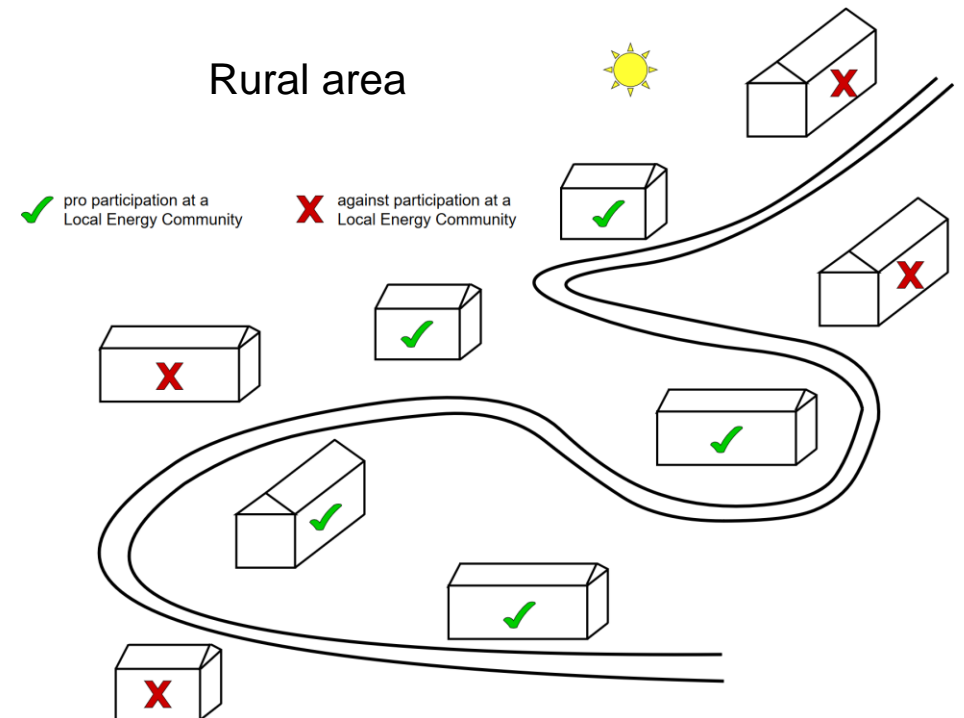 Rural area
pro participation at a
Local Energy Community
against participation at a
Local Energy Community